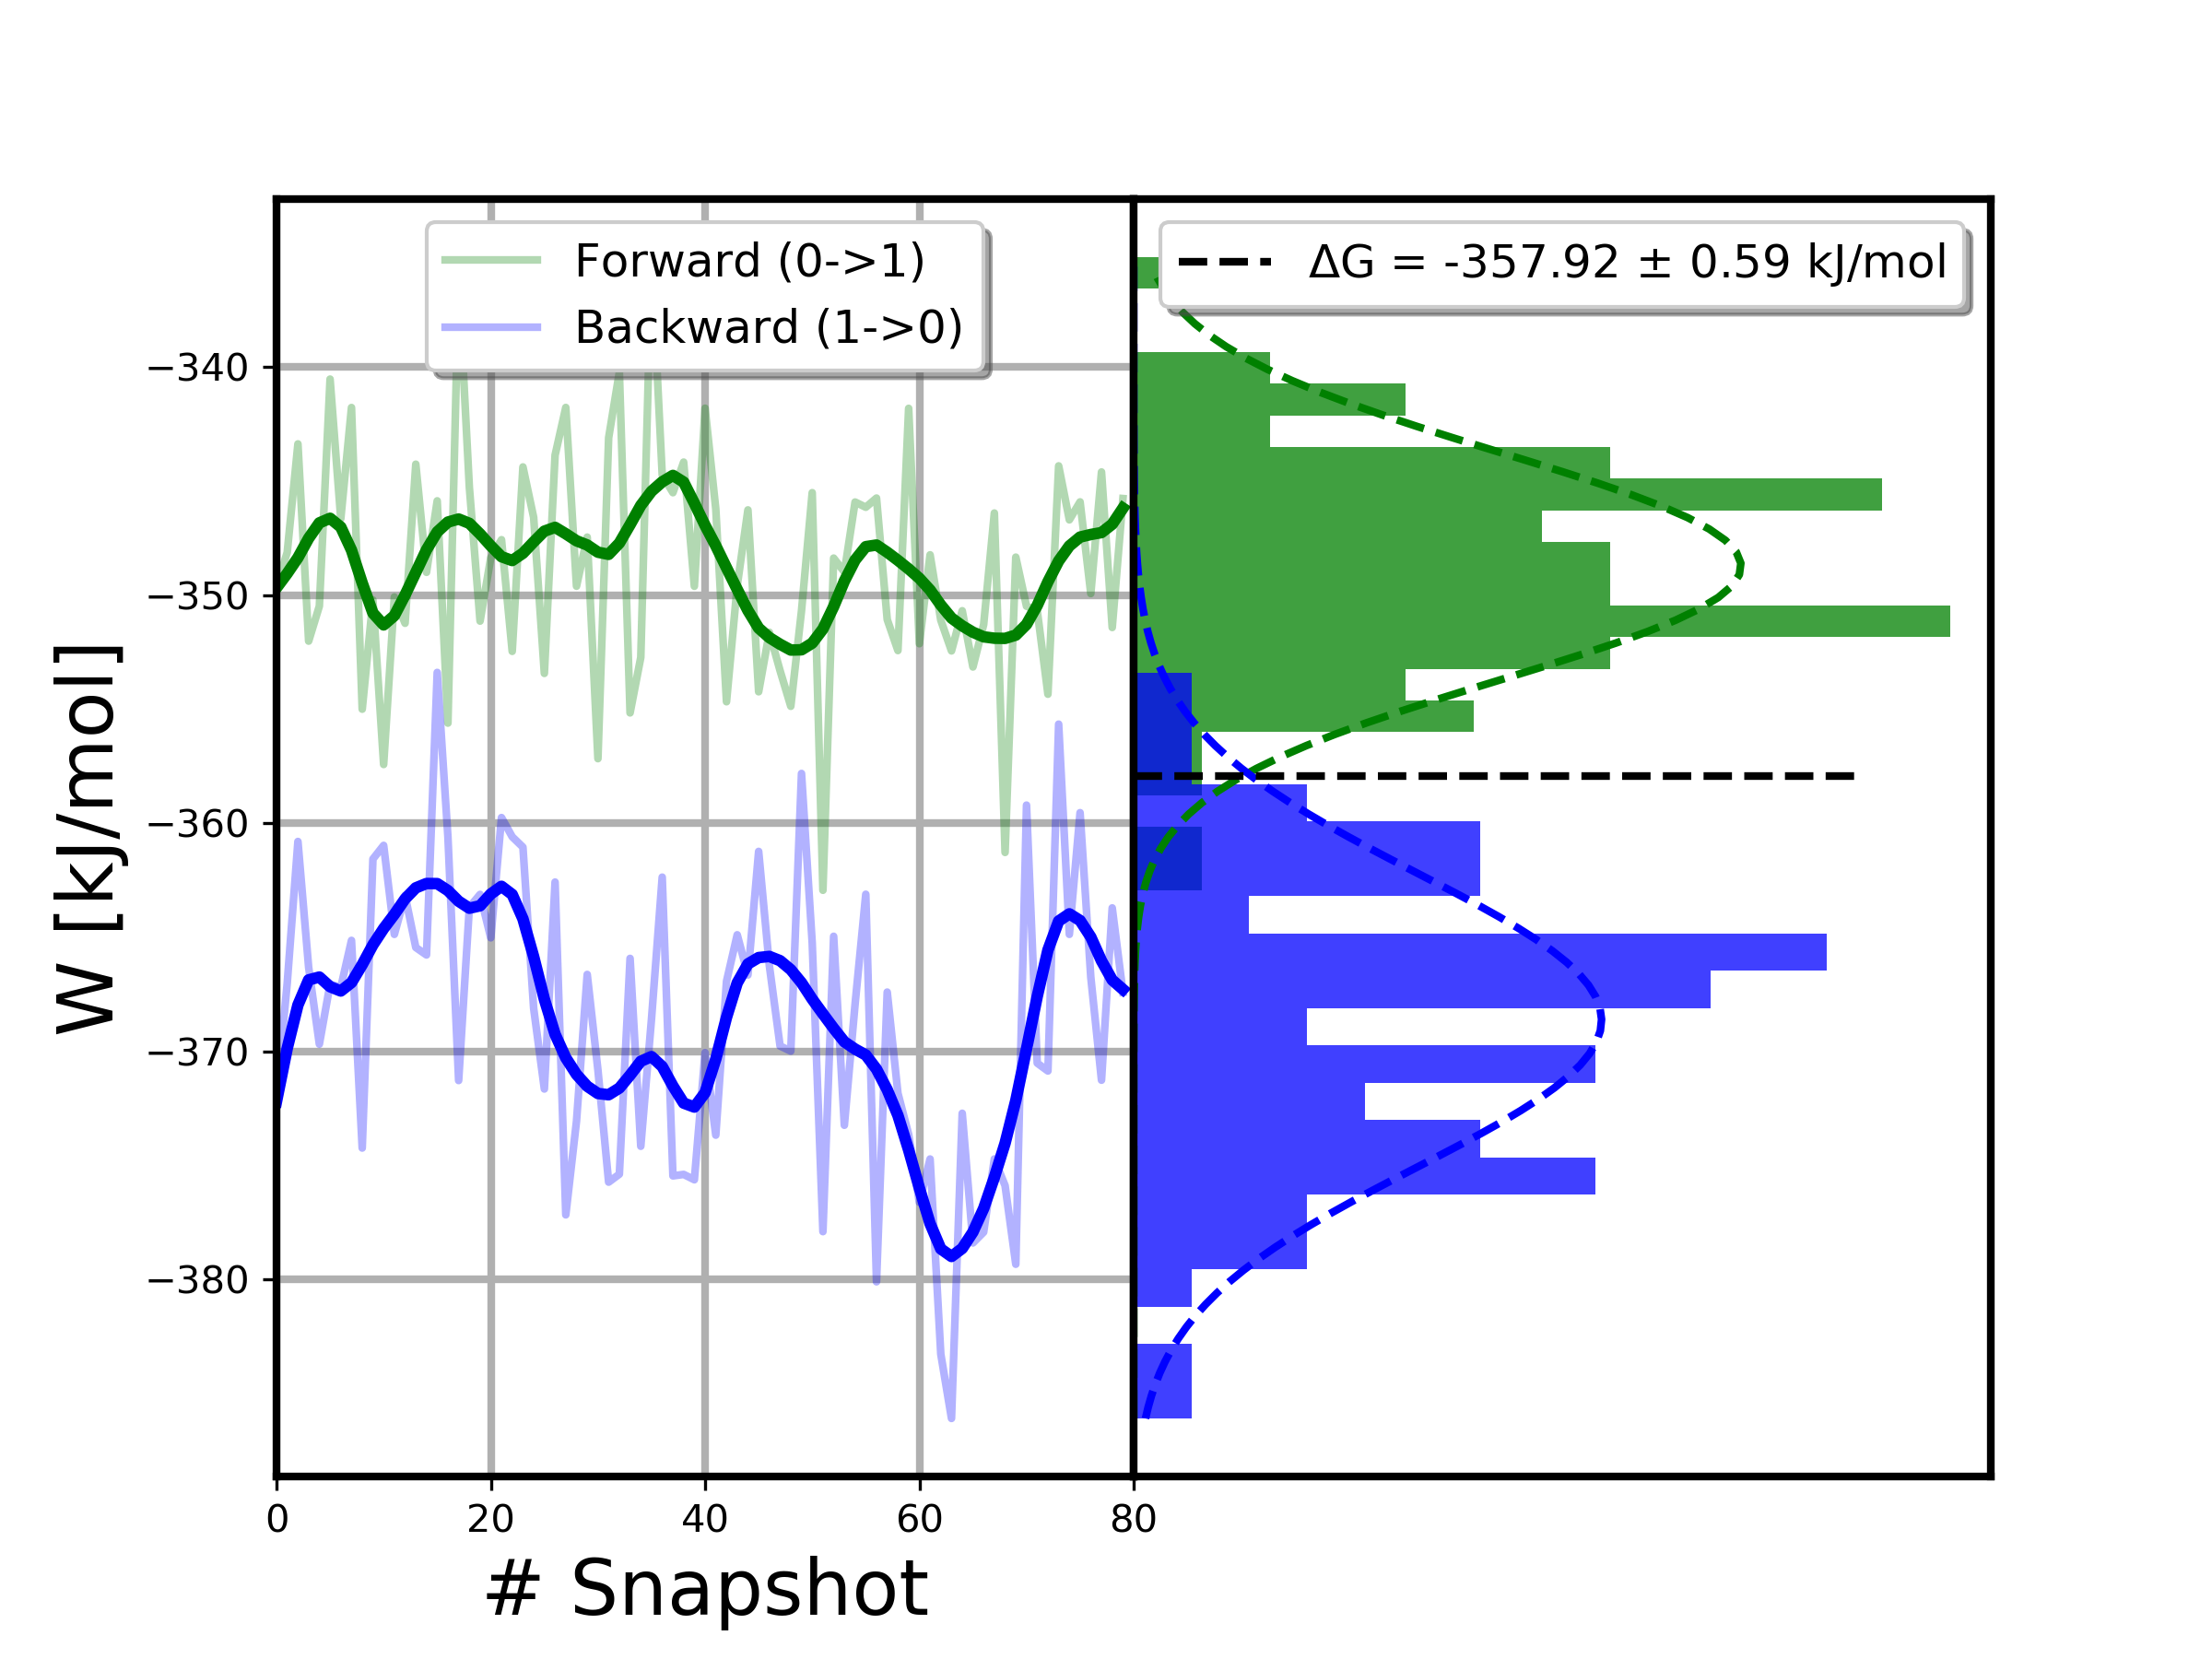 Forward (0->1)
Backward (1->0)
ΔG = -357.92 ± 0.59 kJ/mol
W [kJ/mol]
−340
−350
−360
−370
−380
0 20 40 60 80
# Snapshot